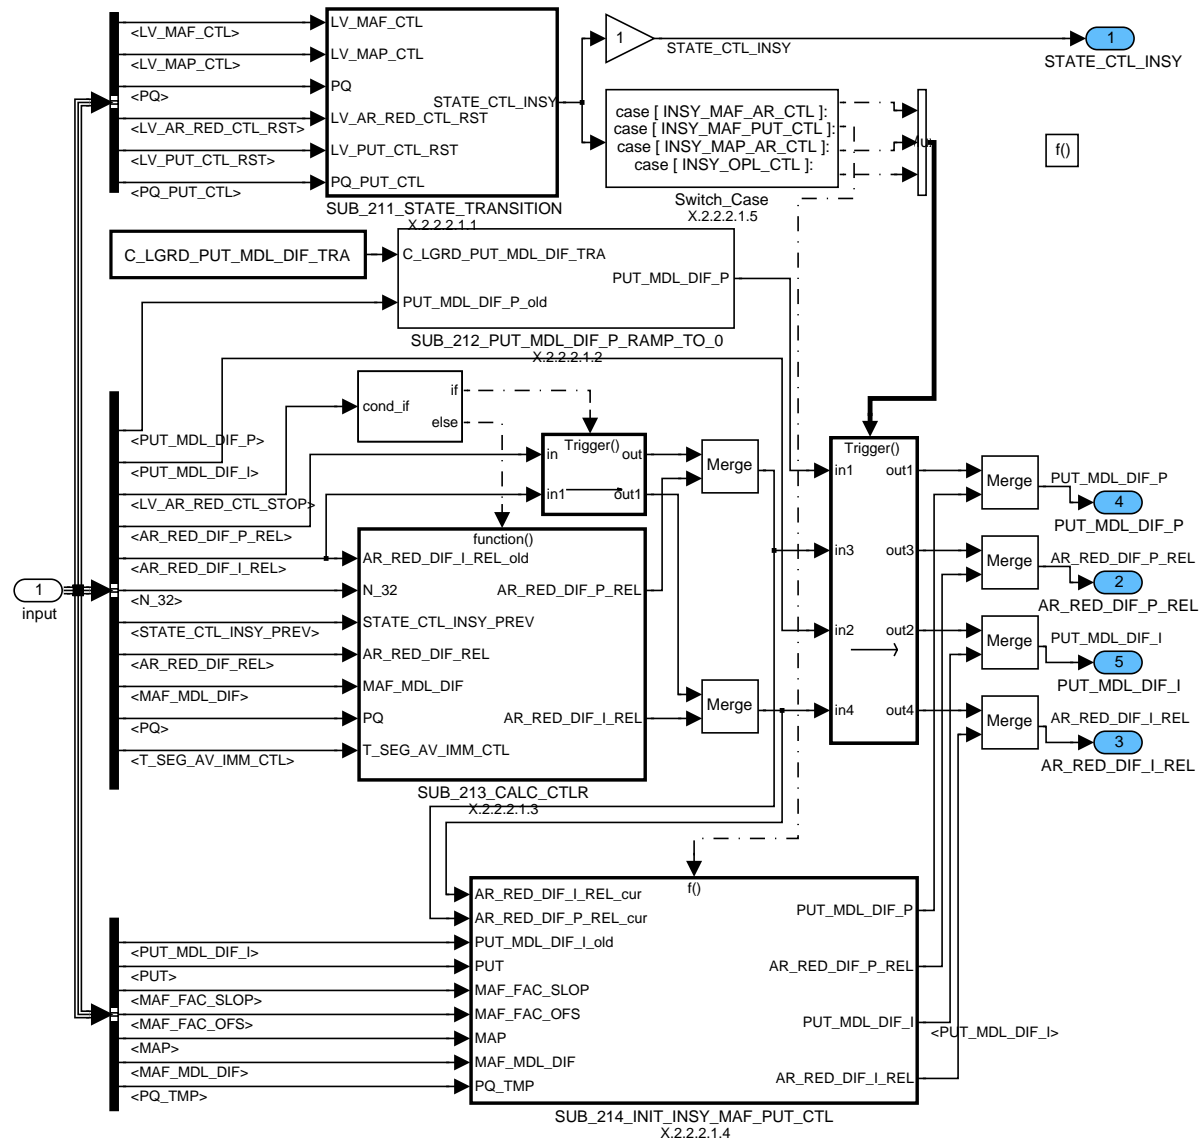 <LV_MAF_CTL>
<LV_MAP_CTL>
<PQ>
<LV_AR_RED_CTL_RST>
<LV_PUT_CTL_RST>
<PQ_PUT_CTL>
LV_MAF_CTL
LV_MAP_CTL
PQ
LV_AR_RED_CTL_RST
LV_PUT_CTL_RST
PQ_PUT_CTL
STATE_CTL_INSY
SUB_211_STATE_TRANSITION
X.2.2.2.1.1
1
STATE_CTL_INSY
1
STATE_CTL_INSY
case [ INSY_MAF_AR_CTL ]:
case [ INSY_MAF_PUT_CTL ]:
case [ INSY_MAP_AR_CTL ]:
case [ INSY_OPL_CTL ]:
Switch_Case
X.2.2.2.1.5
f()
C_LGRD_PUT_MDL_DIF_TRA
C_LGRD_PUT_MDL_DIF_TRA
PUT_MDL_DIF_P_old
PUT_MDL_DIF_P
SUB_212_PUT_MDL_DIF_P_RAMP_TO_0
X.2.2.2.1.2
cond_if
if
else
Trigger()
in
in1
out
out1
Merge
Merge
1
input
<PUT_MDL_DIF_P>
<PUT_MDL_DIF_I>
<LV_AR_RED_CTL_STOP>
<AR_RED_DIF_P_REL>
<AR_RED_DIF_I_REL>
<N_32>
<STATE_CTL_INSY_PREV>
<AR_RED_DIF_REL>
<MAF_MDL_DIF>
<PQ>
<T_SEG_AV_IMM_CTL>
function()
AR_RED_DIF_I_REL_old
N_32
STATE_CTL_INSY_PREV
AR_RED_DIF_REL
MAF_MDL_DIF
PQ
T_SEG_AV_IMM_CTL
AR_RED_DIF_P_REL
AR_RED_DIF_I_REL
SUB_213_CALC_CTLR
X.2.2.2.1.3
Trigger()
in1
in3
in2
in4
out1
out3
out2
out4
Merge
Merge
Merge
Merge
PUT_MDL_DIF_P
4
PUT_MDL_DIF_P
AR_RED_DIF_P_REL
2
AR_RED_DIF_P_REL
PUT_MDL_DIF_I
5
PUT_MDL_DIF_I
AR_RED_DIF_I_REL
3
AR_RED_DIF_I_REL
<PUT_MDL_DIF_I>
<PUT>
<MAF_FAC_SLOP>
<MAF_FAC_OFS>
<MAP>
<MAF_MDL_DIF>
<PQ_TMP>
f()
AR_RED_DIF_I_REL_cur
AR_RED_DIF_P_REL_cur
PUT_MDL_DIF_I_old
PUT
MAF_FAC_SLOP
MAF_FAC_OFS
MAP
MAF_MDL_DIF
PQ_TMP
PUT_MDL_DIF_P
AR_RED_DIF_P_REL
PUT_MDL_DIF_I
AR_RED_DIF_I_REL
<PUT_MDL_DIF_I>
SUB_214_INIT_INSY_MAF_PUT_CTL
X.2.2.2.1.4